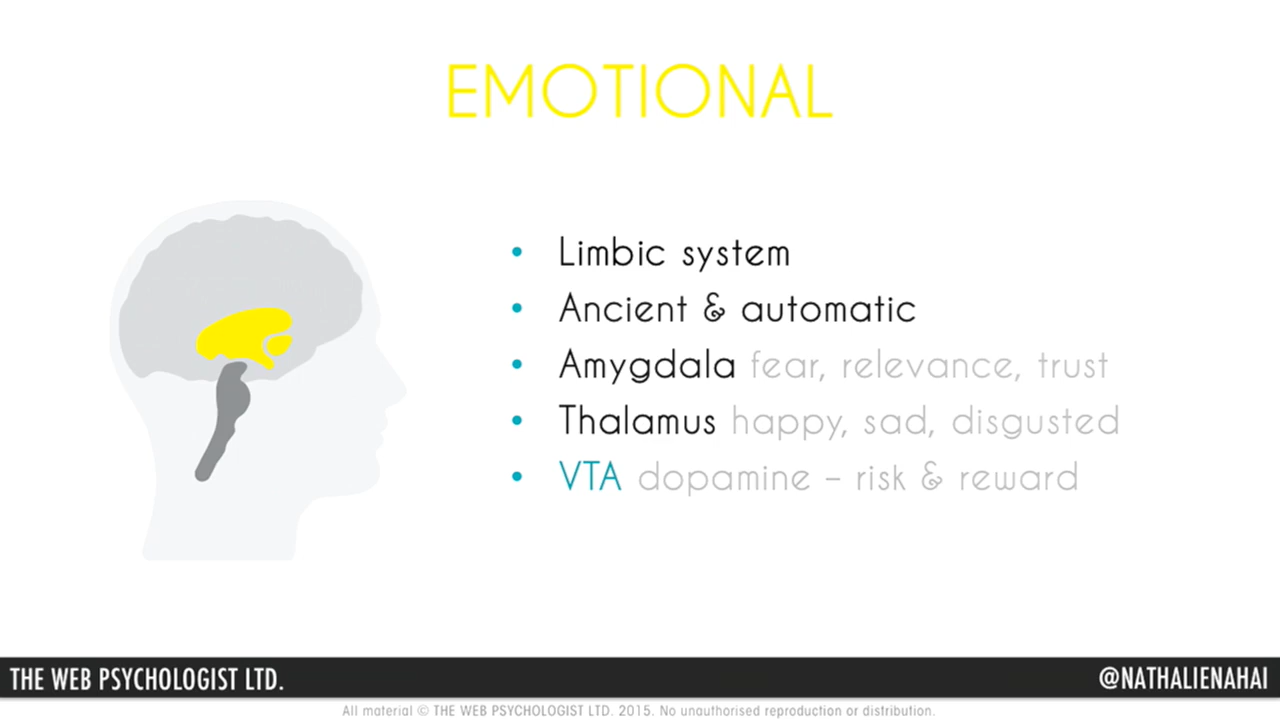 EMOTIONAL
• Limbic system
• Ancient & automatic
• Amygdala fear, relevance, trust
• Thalamus happy, sad, disgusted
• VTA dopamine – risk & reward
THE WEB PSYCHOLOGIST LTD.
@NATHALIENAHAI
All material © THE WEB PSYCHOLOGIST LTD. 2015. No unauthorised reproduction or distribution.